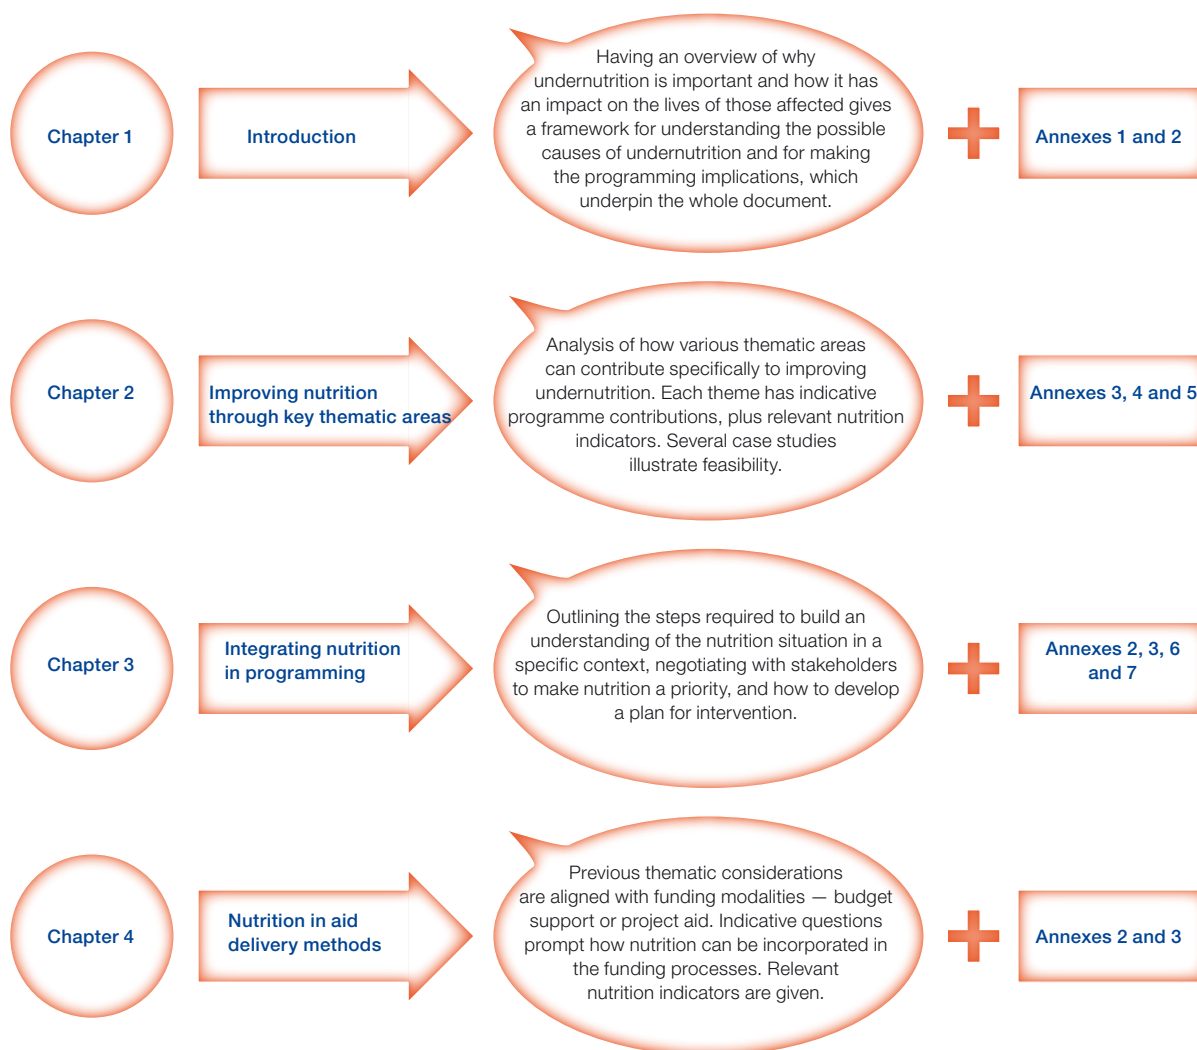 Chapter 1
Introduction
Having an overview of why
undernutrition is important and how it has
an impact on the lives of those affected gives
a framework for understanding the possible
causes of undernutrition and for making
the programming implications, which
underpin the whole document.
Annexes 1 and 2
Chapter 2
Improving nutrition
through key thematic areas
Analysis of how various thematic areas
can contribute specifically to improving
undernutrition. Each theme has indicative
programme contributions, plus relevant nutrition
indicators. Several case studies
illustrate feasibility.
Annexes 3, 4 and 5
Chapter 3
Integrating nutrition
in programming
Outlining the steps required to build an
understanding of the nutrition situation in a
specific context, negotiating with stakeholders
to make nutrition a priority, and how to develop
a plan for intervention.
Annexes 2, 3, 6
and 7
Chapter 4
Nutrition in aid
delivery methods
Previous thematic considerations
are aligned with funding modalities — budget
support or project aid. Indicative questions
prompt how nutrition can be incorporated in
the funding processes. Relevant
nutrition indicators are given.
Annexes 2 and 3